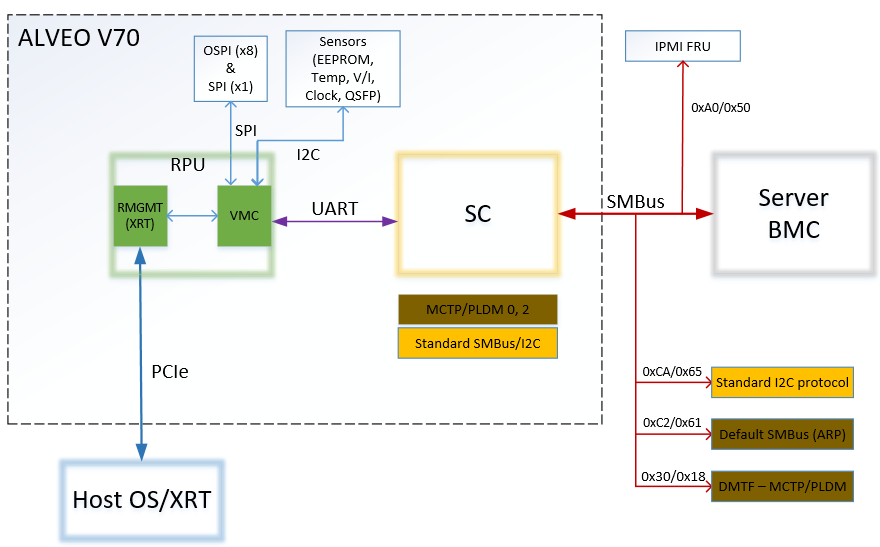 ALVEO V70
OSPI (x8)
&
SPI (x1)
Sensors
(EEPROM,
Temp, V/I,
Clock, QSFP)
IPMI FRU
0xA0/0x50
SPI
I2C
RPU
RMGMT
(XRT)
VMC
UART
SC
SMBus
Server
BMC
MCTP/PLDM 0, 2
Standard SMBus/I2C
PCIe
0xCA/0x65
Standard I2C protocol
0xC2/0x61
Default SMBus (ARP)
0x30/0x18
DMTF – MCTP/PLDM
Host OS/XRT